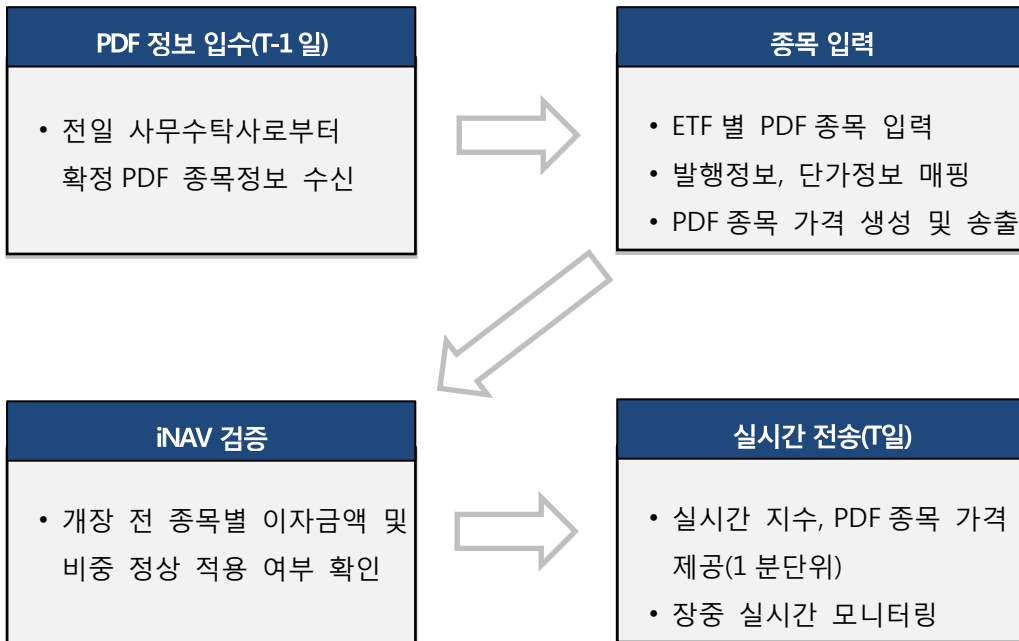 PDF 정보 입수(T-1 일)
• 전일 사무수탁사로부터
확정 PDF 종목정보 수신
종목 입력
• ETF 별 PDF 종목 입력
• 발행정보, 단가정보 매핑
• PDF 종목 가격 생성 및 송출
iNAV 검증
• 개장 전 종목별 이자금액 및
비중 정상 적용 여부 확인
실시간 전송(T일)
• 실시간 지수, PDF 종목 가격
제공(1 분단위)
• 장중 실시간 모니터링